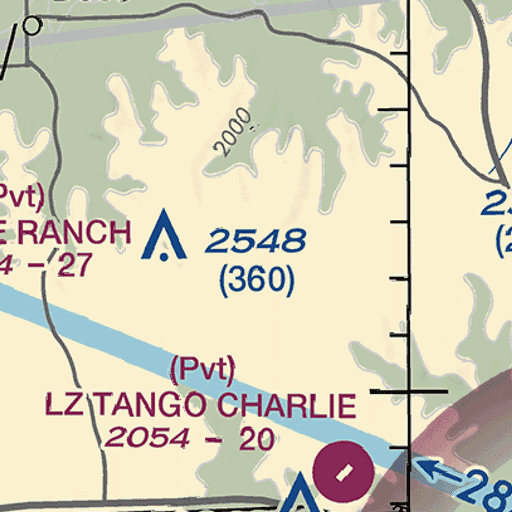 2000
Pvt)
E RANCH
4 - 27
2548
(360)
(Pvt)
LZ TANGO CHARLIE
2054 - 20
28